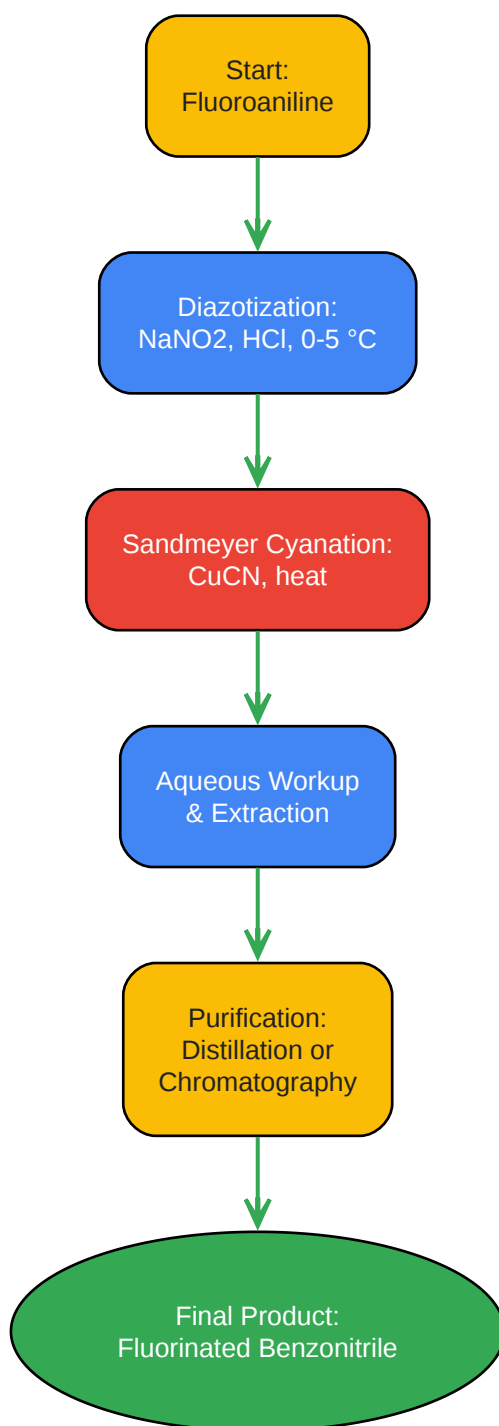 Start:
Fluoroaniline
Diazotization:
NaNO2, HCl, 0-5 °C
Sandmeyer Cyanation:
CuCN, heat
Aqueous Workup
& Extraction
Purification:
Distillation or
Chromatography
Final Product:
Fluorinated Benzonitrile